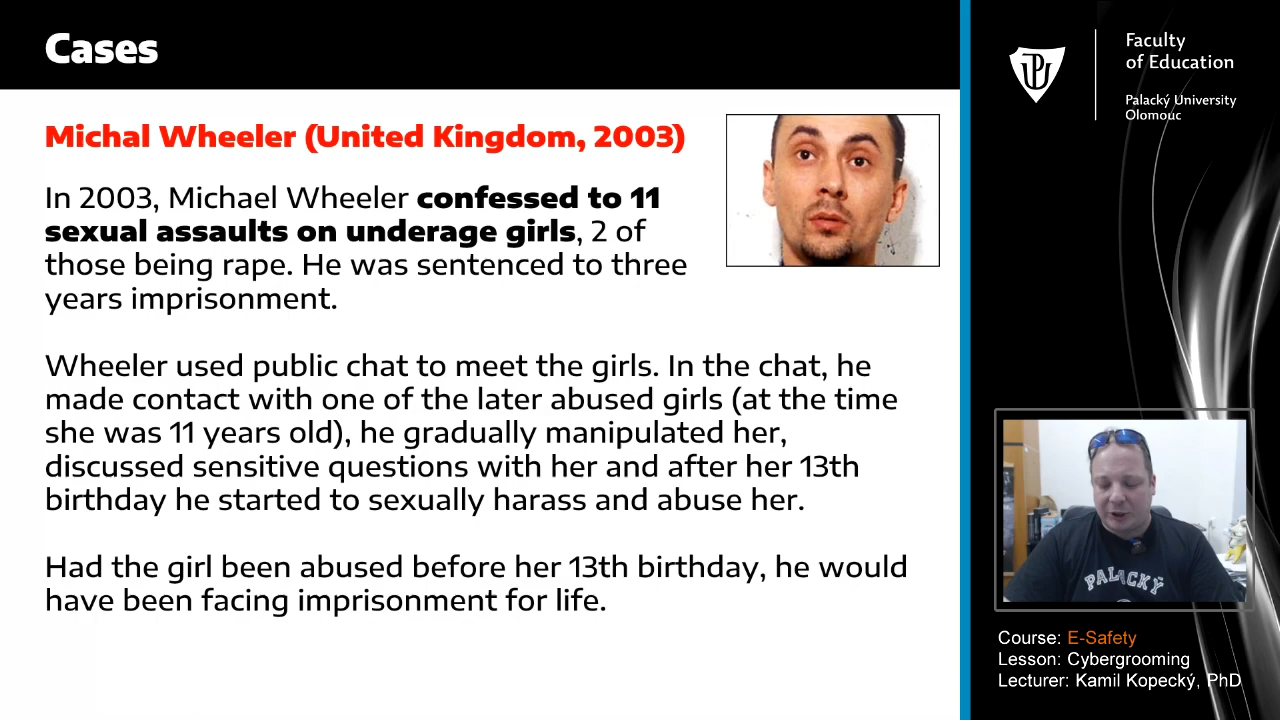 Cases
Michal Wheeler (United Kingdom, 2003)
In 2003, Michael Wheeler confessed to 11
sexual assaults on underage girls, 2 of
those being rape. He was sentenced to three
years imprisonment.
Wheeler used public chat to meet the girls. In the chat, he
made contact with one of the later abused girls (at the time
she was 11 years old), he gradually manipulated her,
discussed sensitive questions with her and after her 13th
birthday he started to sexually harass and abuse her.
Had the girl been abused before her 13th birthday, he would
have been facing imprisonment for life.
UP
Faculty
of Education
Palacký University
Olomouc
PALACKÝ
Course: E-Safety
Lesson: Cybergrooming
Lecturer: Kamil Kopecký, PhD